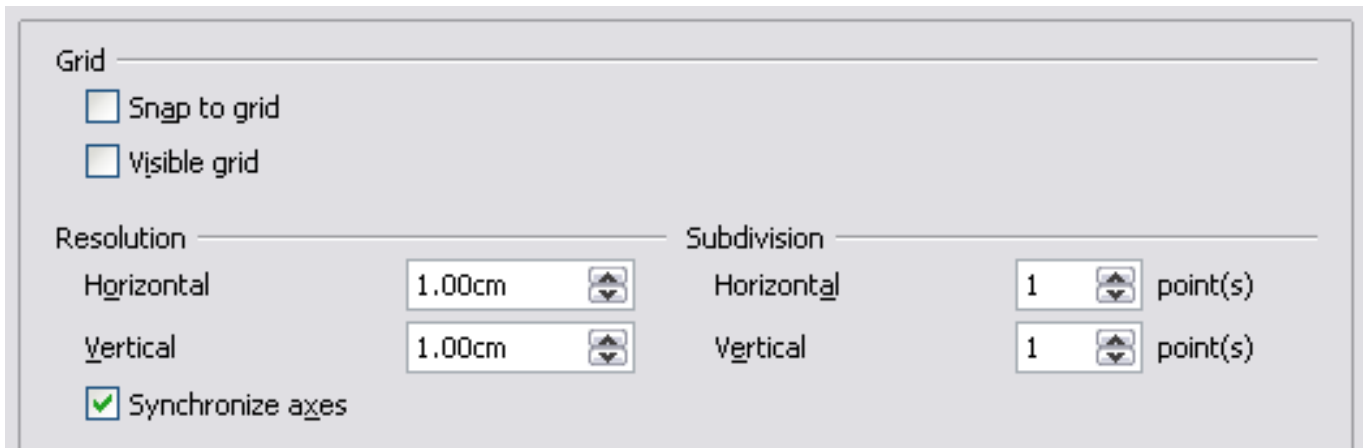 Grid
Snap to grid
Visible grid
Resolution Subdivision
Horizontal 1.00cm Horizontal 1 point(s)
Vertical 1.00cm Vertical 1 point(s)
Synchronize axes